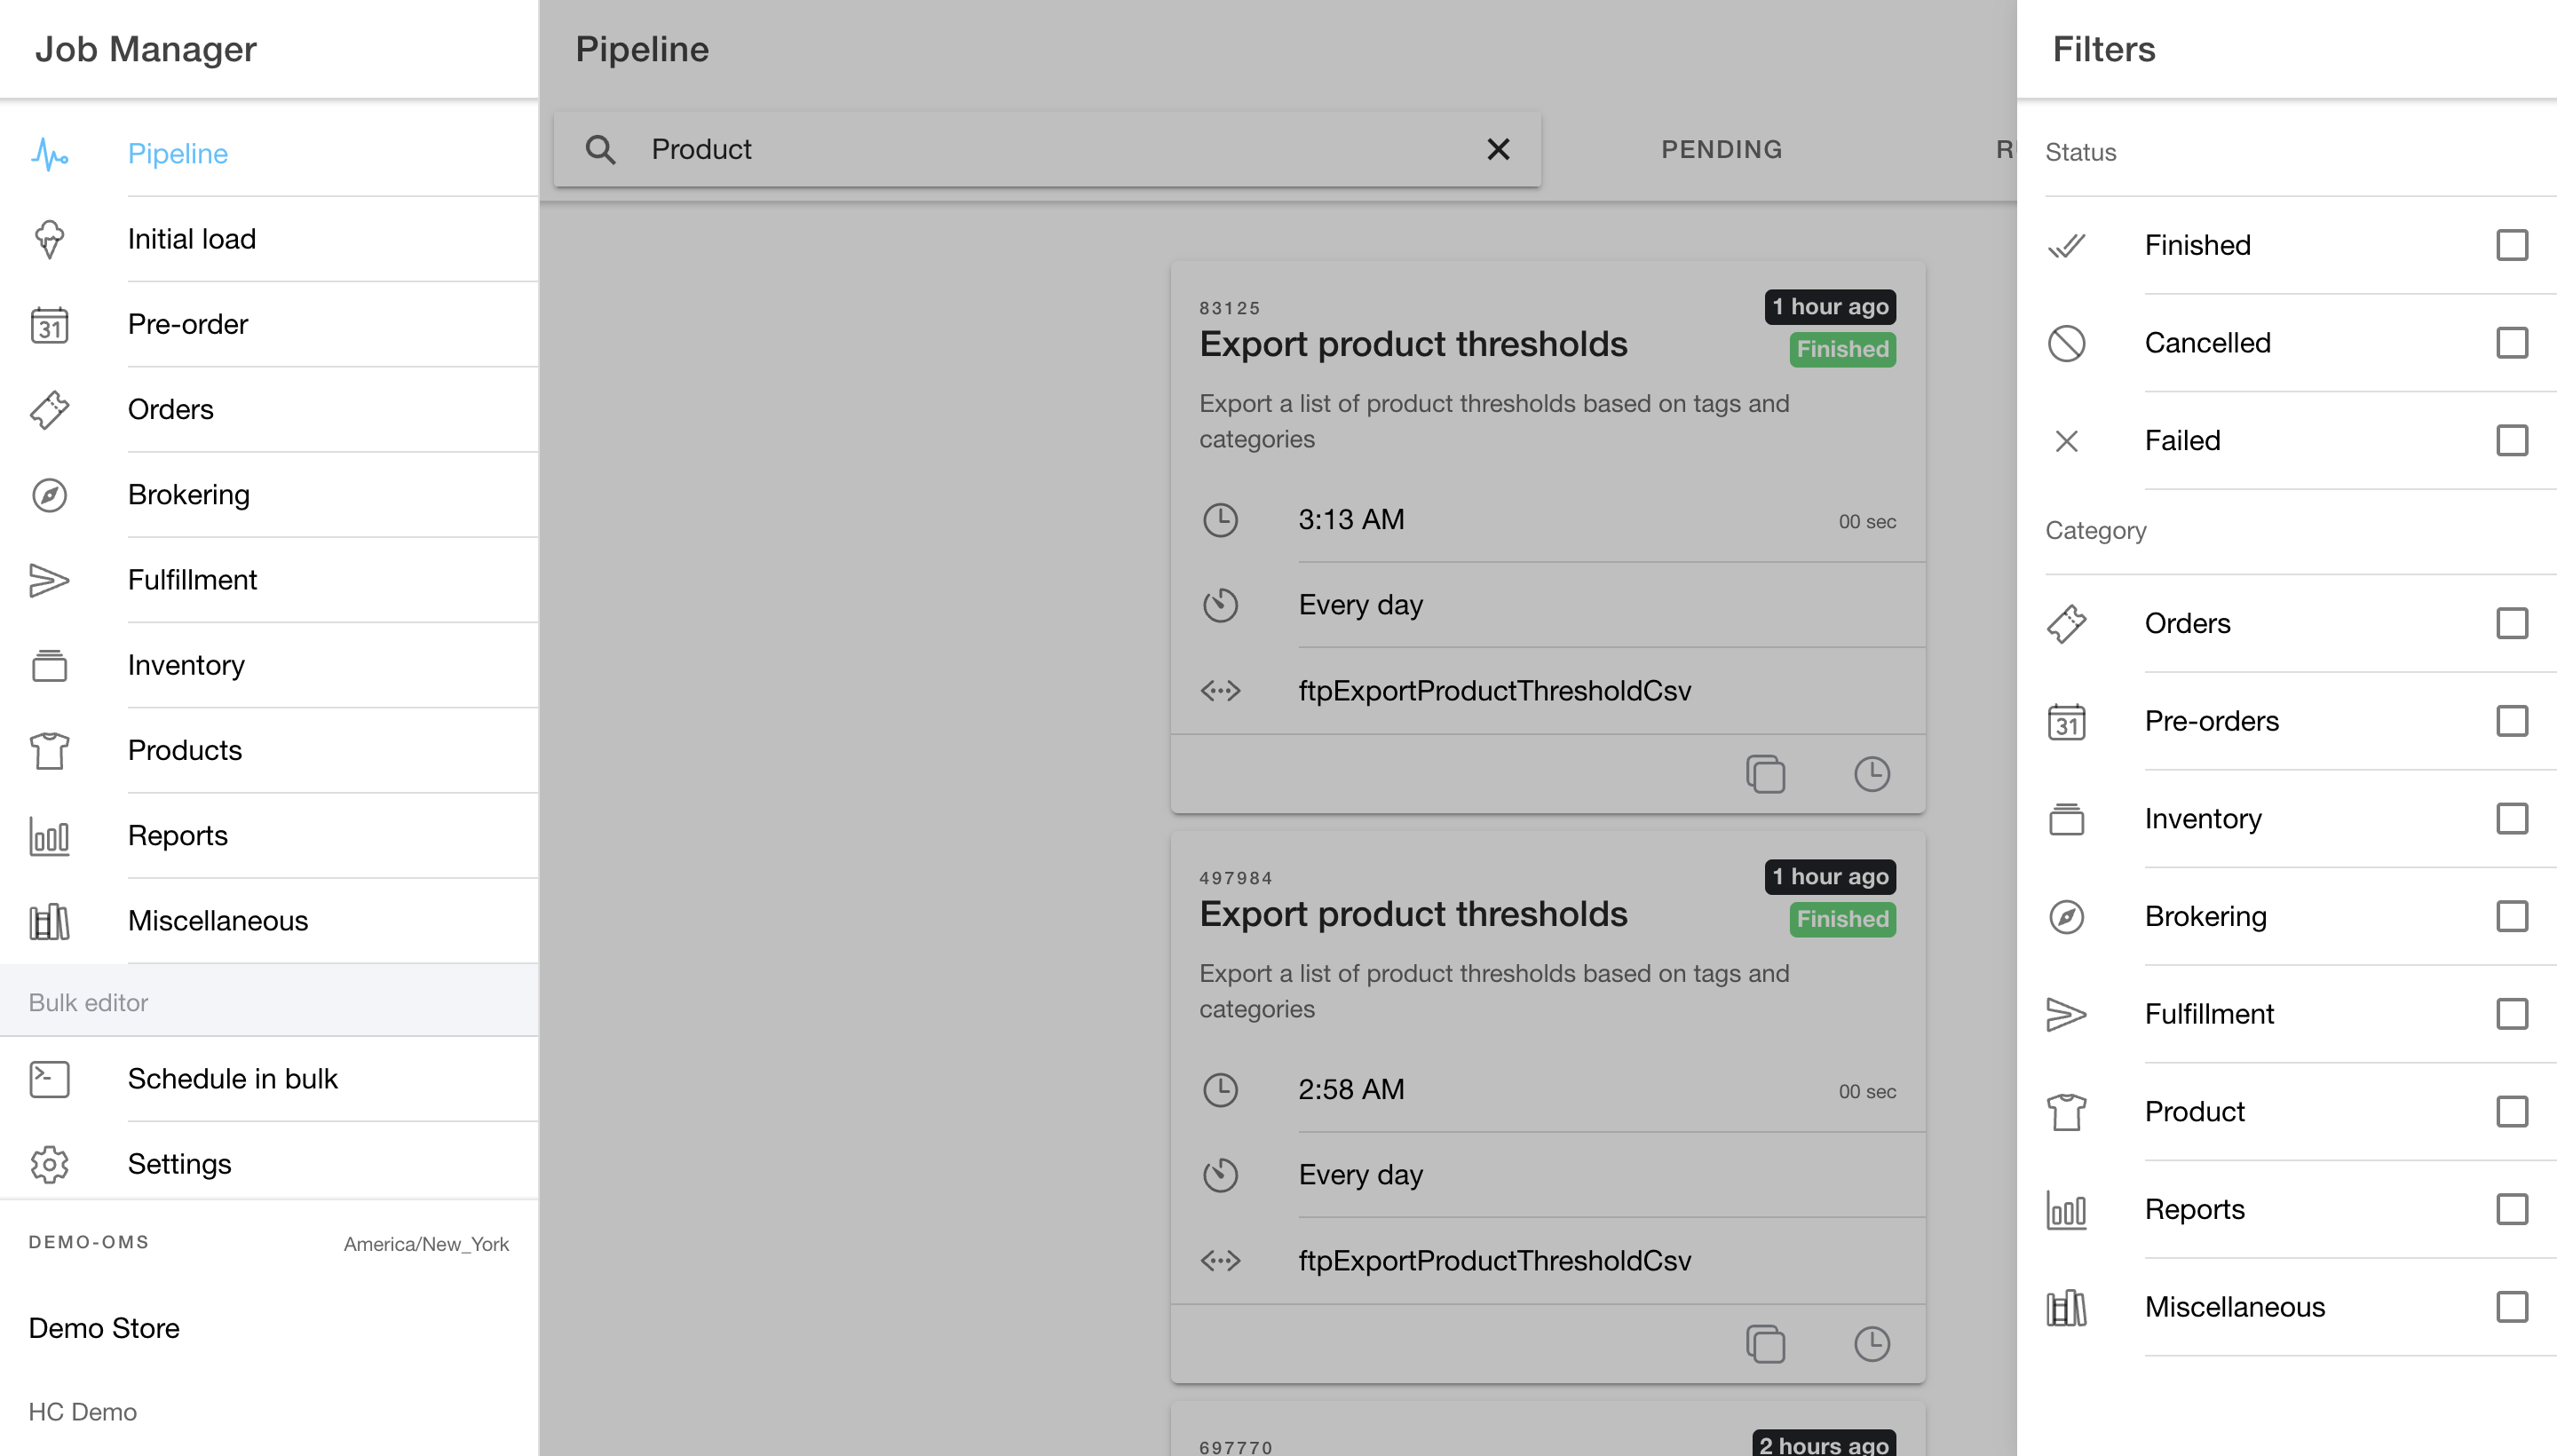 Job Manager
Pipeline
Initial load
31
Pre-order
Orders
Brokering
Fulfillment
Inventory
Products
Reports
Miscellaneous
Bulk editor
Schedule in bulk
Settings
DEMO-OMS
America/New_York
Demo Store
HC Demo
Pipeline
Product
PENDING
83125
1 hour ago
Export product thresholds
Finished
Export a list of product thresholds based on tags and
categories
3:13 AM
00 sec
Every day
ftpExportProductThresholdCsv
497984
1 hour ago
Export product thresholds
Finished
Export a list of product thresholds based on tags and
categories
2:58 AM
00 sec
Every day
ftpExportProductThresholdCsv
697770
2 hours ago
Filters
Status
Finished
Cancelled
Failed
Category
Orders
31
Pre-orders
Inventory
Brokering
Fulfillment
Product
Reports
Miscellaneous